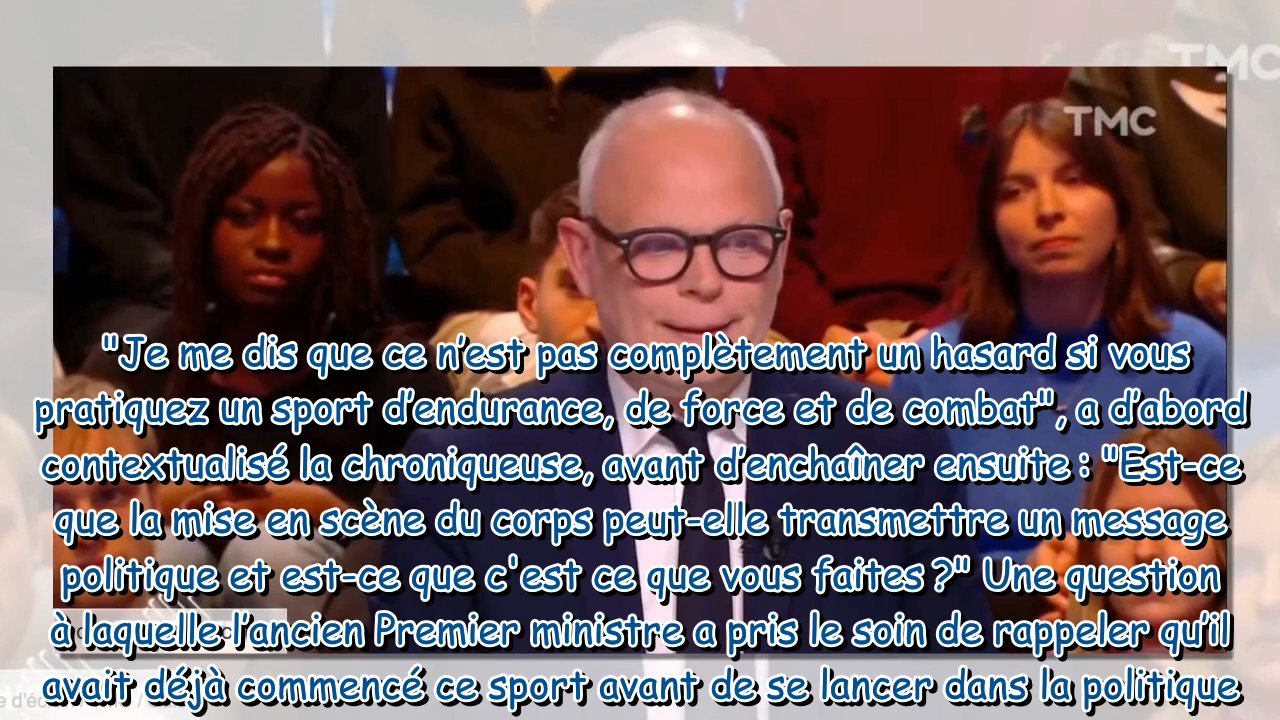 TMC
TMC
"Je me dis que ce n’est pas complètement un hasard si vous
pratiquez un sport d’endurance, de force et de combat", a d’abord
contextualisé la chroniqueuse, avant d’enchaîner ensuite : "Est-ce
que la mise en scène du corps peut-elle transmettre un message
politique et est-ce que c'est ce que vous faites ?" Une question
à laquelle l’ancien Premier ministre a pris le soin de rappeler qu’il
avait déjà commencé ce sport avant de se lancer dans la politique